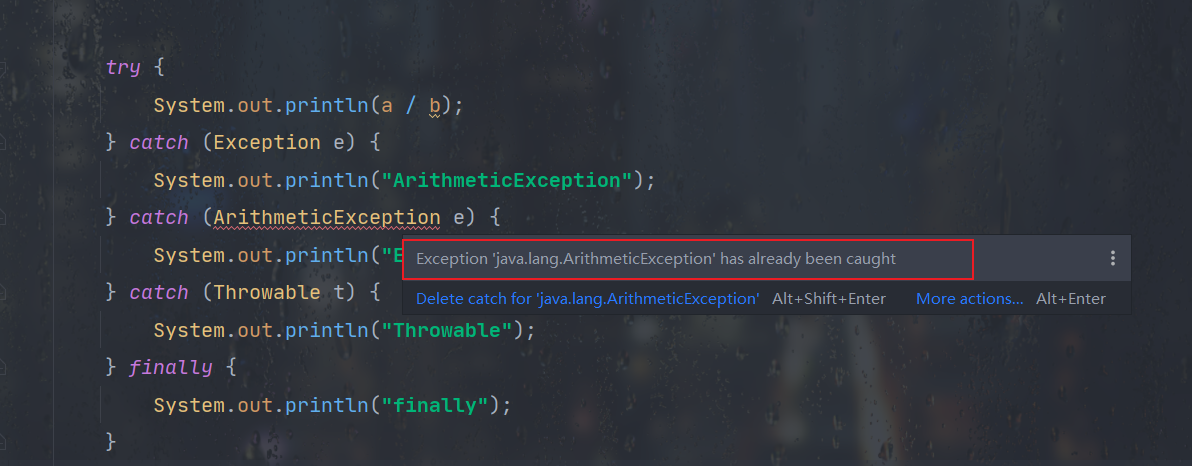 try {
System.out.println(a / b);
} catch (Exception e) {
System.out.println("ArithmeticException");
} catch (ArithmeticException e) {
System.out.println("E
Exception 'java.lang.ArithmeticException' has already been caught
} catch (Throwable t) {
Delete catch for 'java.lang.ArithmeticException' Alt+Shift+Enter More actions... Alt+Enter
System.out.println("Throwable");
} finally {
System.out.println("finally");
}